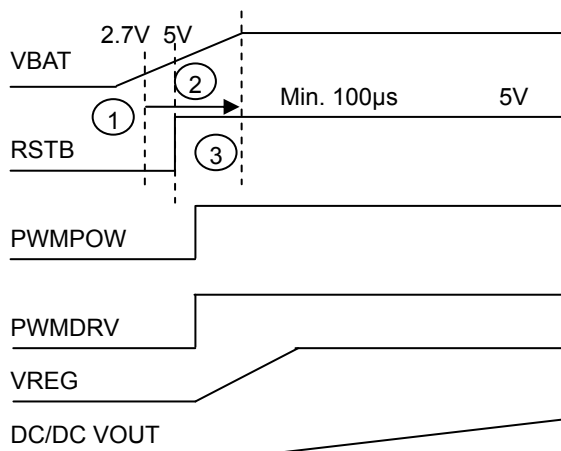 2.7V 5V
VBAT
2
1
Min. 100µs 5V
RSTB
3
PWMPOW
PWMDRV
VREG
DC/DC VOUT